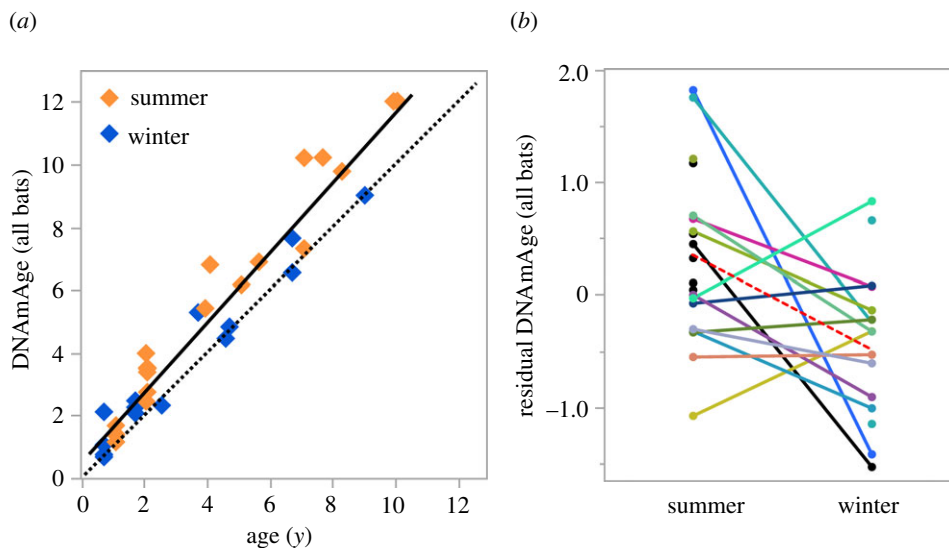 (a)
12
10
8
6
4
2
0
DNAmAge (all bats)
summer
winter
0 2 4 6 8 10 12
age (y)
(b)
2.0
1.0
0
−1.0
residual DNAmAge (all bats)
summer winter